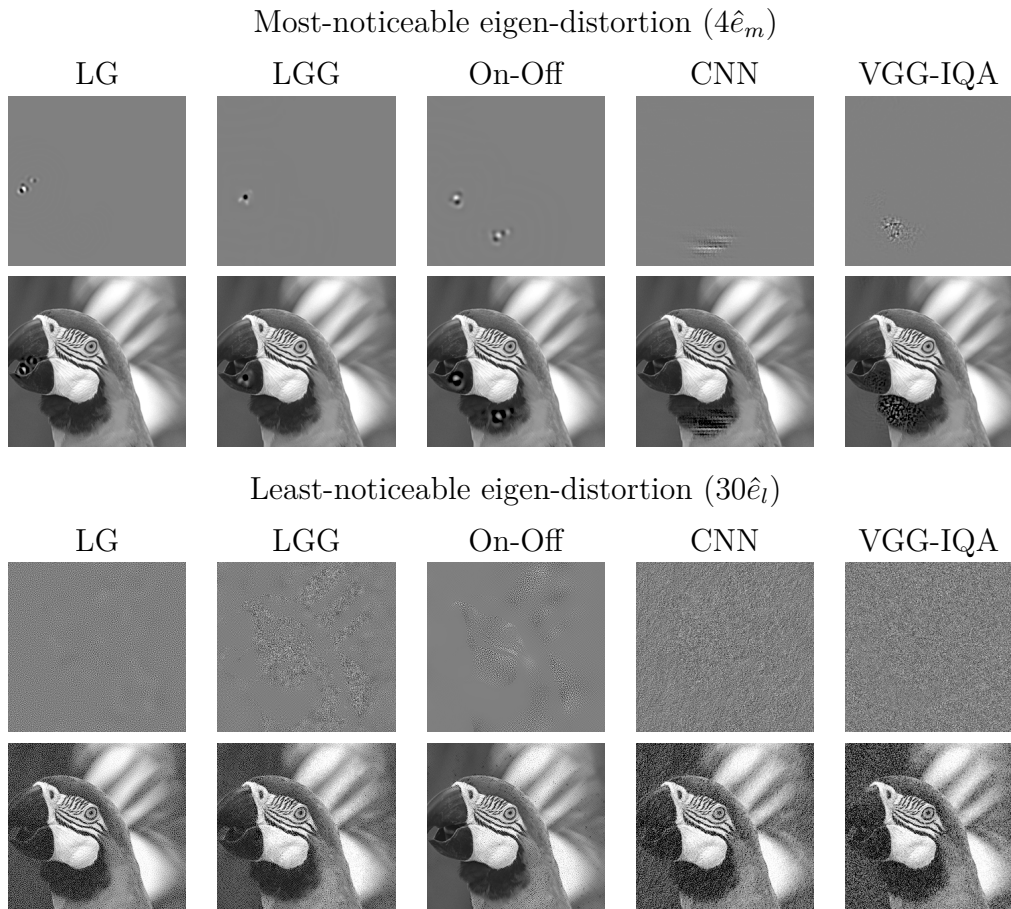 Most-noticeable eigen-distortion (4ê_m)
LG LGG On-Off CNN VGG-IQA
Least-noticeable eigen-distortion (30ê_l)
LG LGG On-Off CNN VGG-IQA